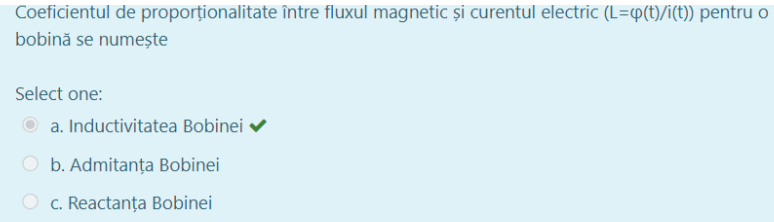 Coeficientul de proporționalitate între fluxul magnetic și curentul electric (L=φ(t)/i(t)) pentru o
bobină se numește
Select one:
a. Inductivitatea Bobinei ✔
b. Admitanța Bobinei
c. Reactanța Bobinei